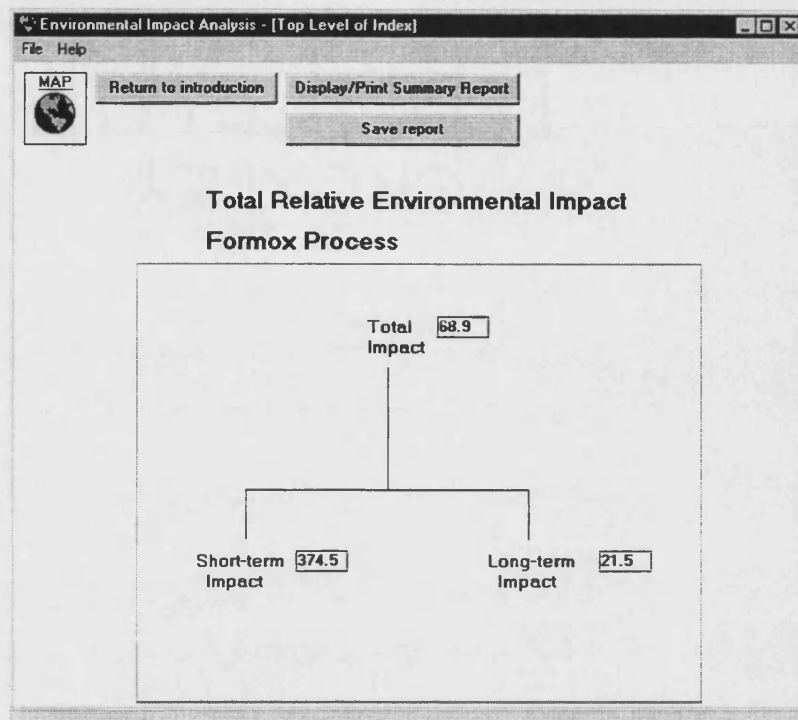 Environmental Impact Analysis - [Top Level of Index]
File Help
MAP
Return to introduction
Display/Print Summary Report
Save report
Total Relative Environmental Impact
Formox Process
Total 68.9
Impact
Short-term 374.5
Impact
Long-term 21.5
Impact